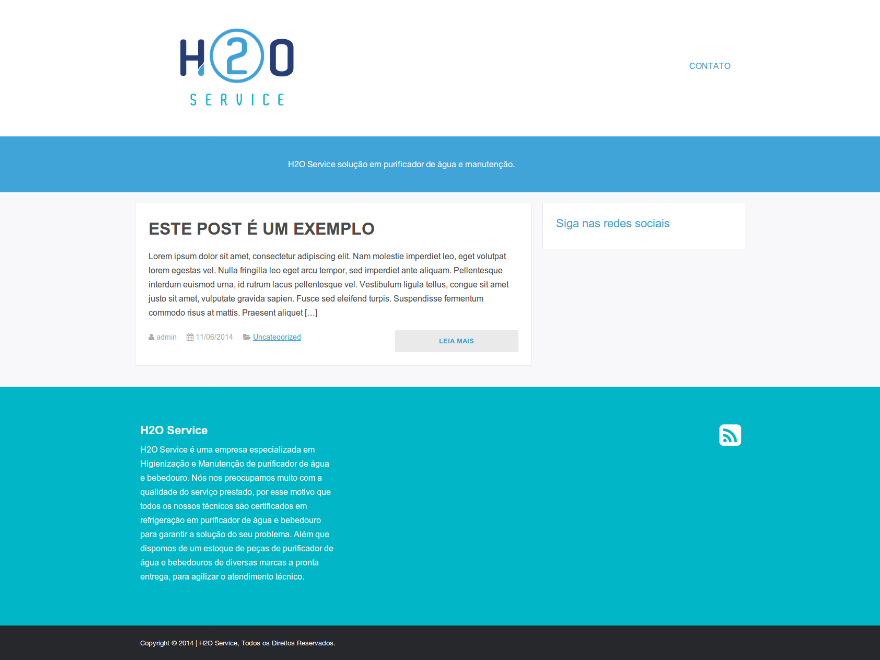 H2O
SERVICE
CONTATO
H2O Service solução em purificador de água e manutenção.
ESTE POST É UM EXEMPLO
Lorem ipsum dolor sit amet, consectetur adipiscing elit. Nam molestie imperdiet leo, eget volutpat
lorem egestas vel. Nulla fringilla leo eget arcu tempor, sed imperdiet ante aliquam. Pellentesque
interdum euismod urna, id rutrum lacus pellentesque vel. Vestibulum ligula tellus, congue sit amet
justo sit amet, vulputate gravida sapien. Fusce sed eleifend turpis. Suspendisse fermentum
commodo risus at mattis. Praesent aliquet [...]
admin 11/06/2014 Uncategorized
LEIA MAIS
Siga nas redes sociais
H2O Service
H2O Service é uma empresa especializada em
Higienização e Manutenção de purificador de água
e bebedouro. Nós nos preocupamos muito com a
qualidade do serviço prestado, por esse motivo que
todos os nossos técnicos são certificados em
refrigeração em purificador de água e bebedouro
para garantir a solução do seu problema. Além que
dispomos de um estoque de peças de purificador de
água e bebedouros de diversas marcas a pronta
entrega, para agilizar o atendimento técnico.
Copyright © 2014 | H2O Service, Todos os Direitos Reservados.